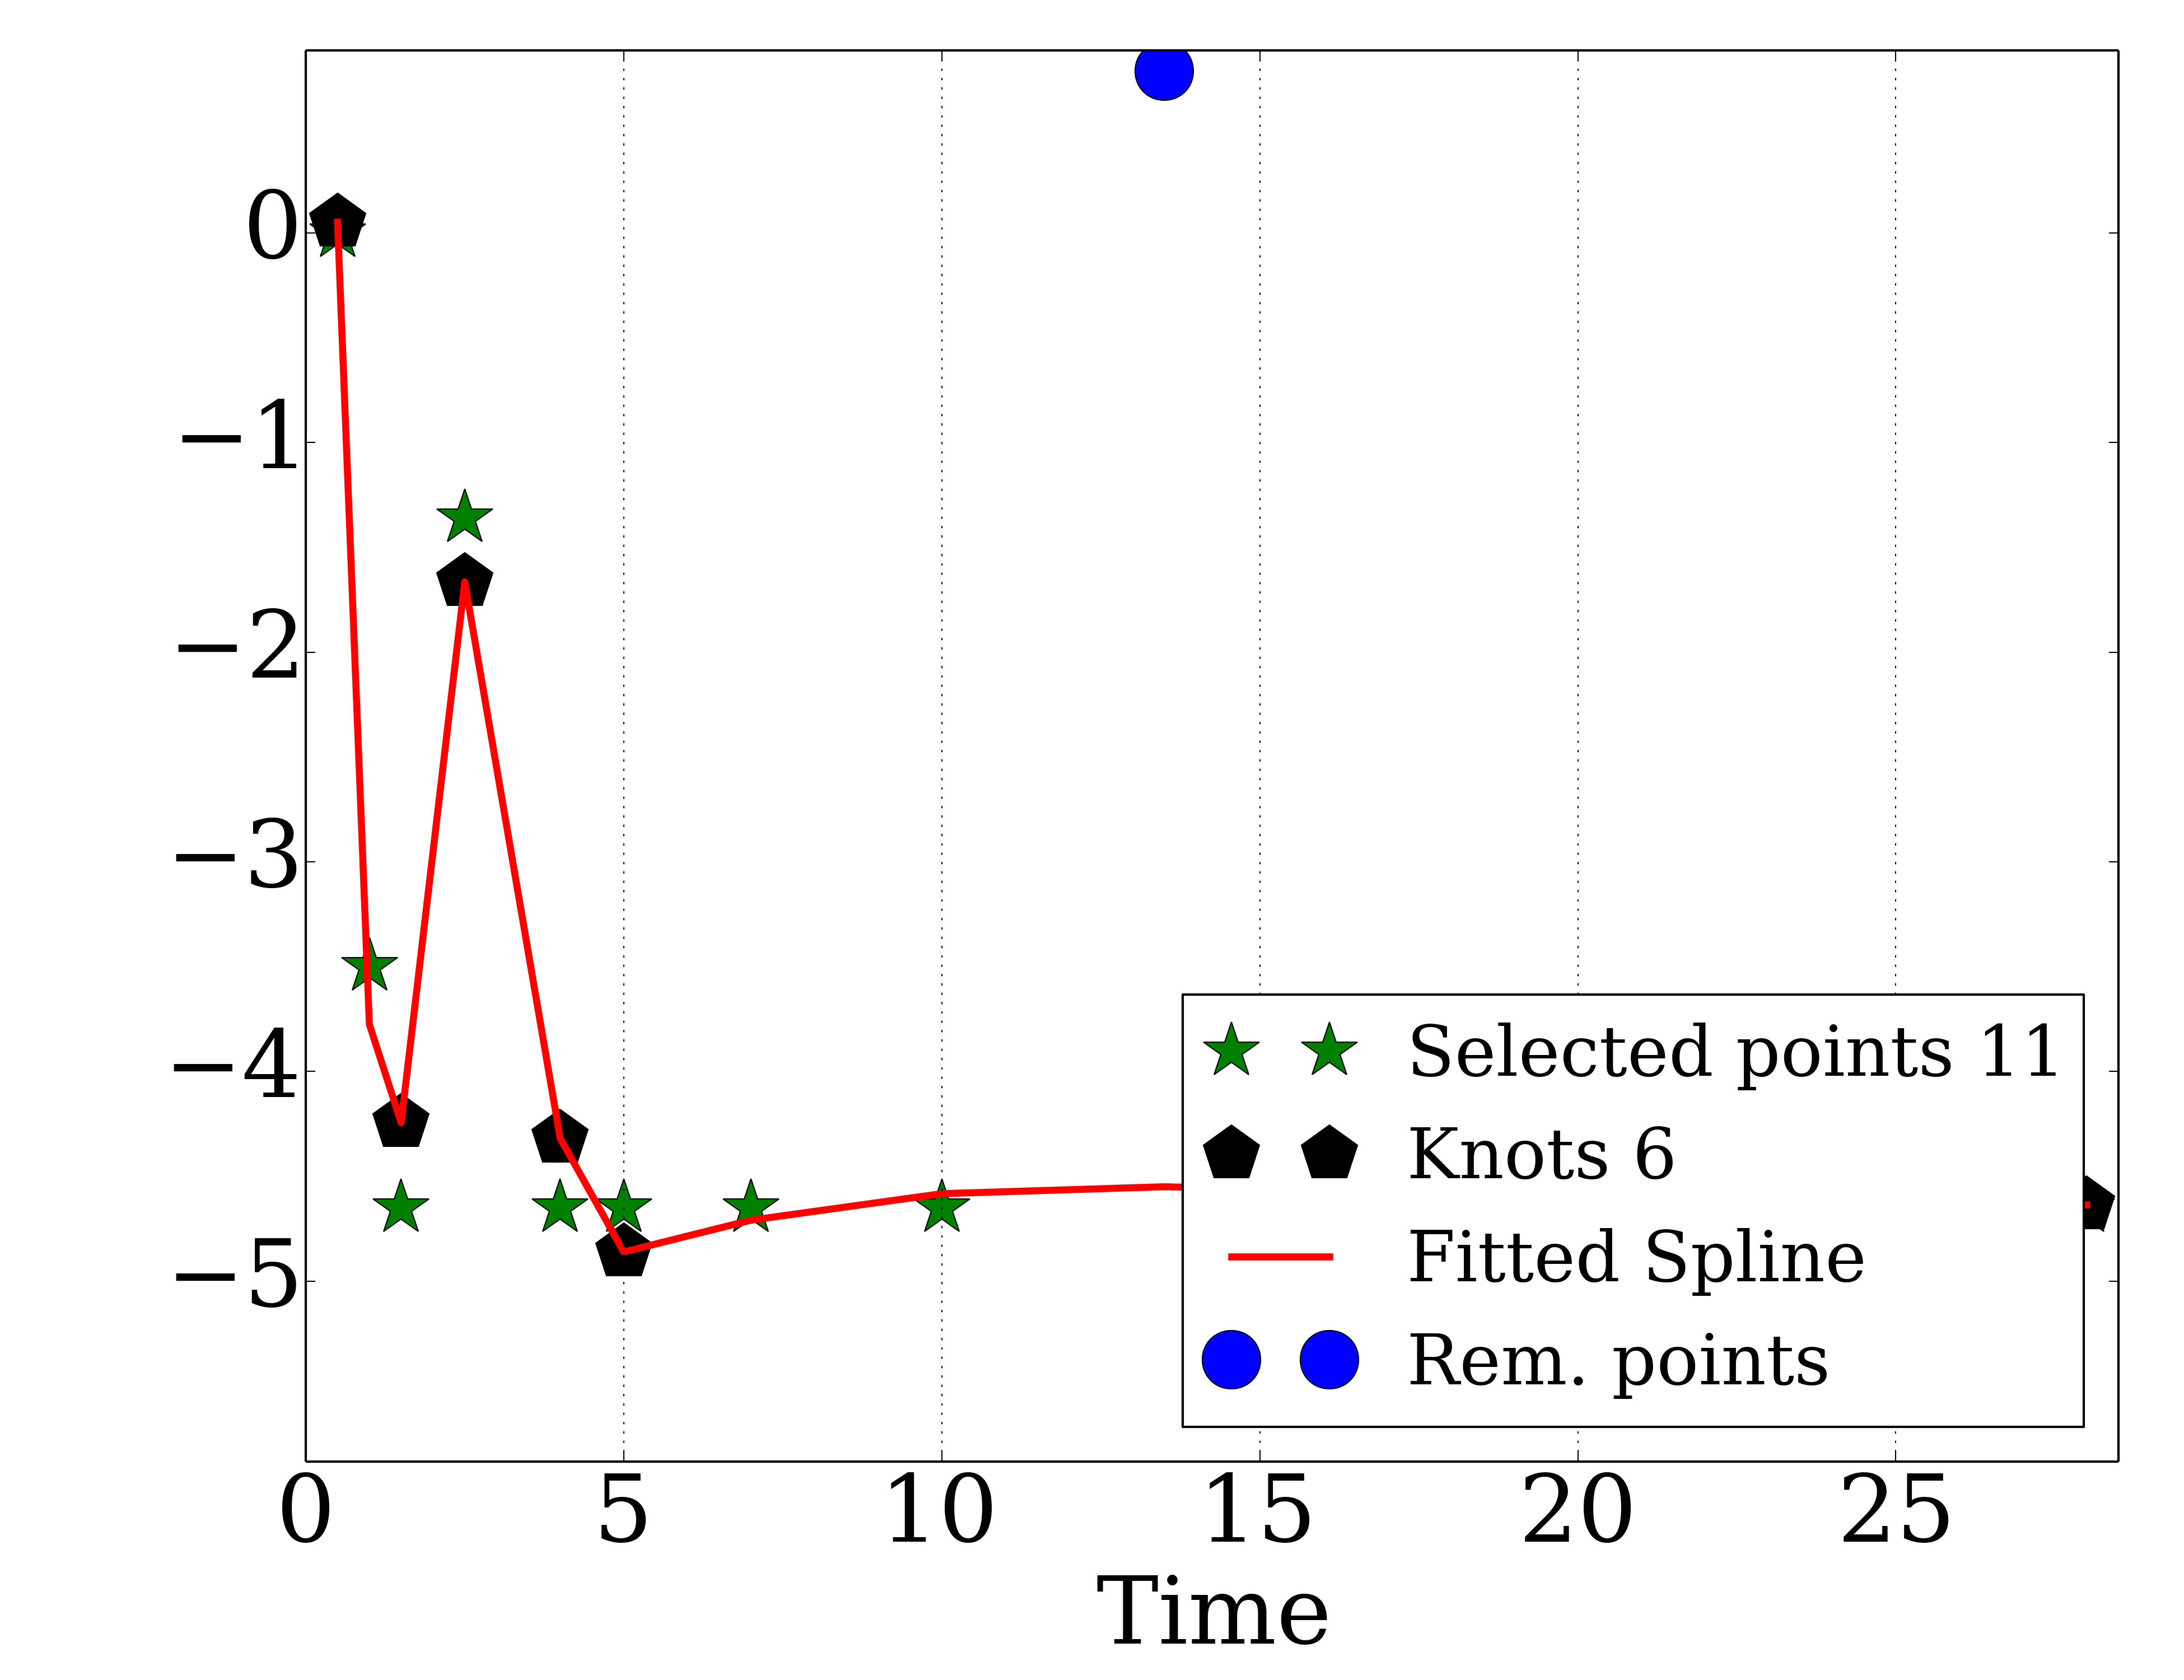 0
−1
−2
−3
−4
−5
Selected points 11
Knots 6
Fitted Spline
Rem. points
0 5 10 15 20 25
Time